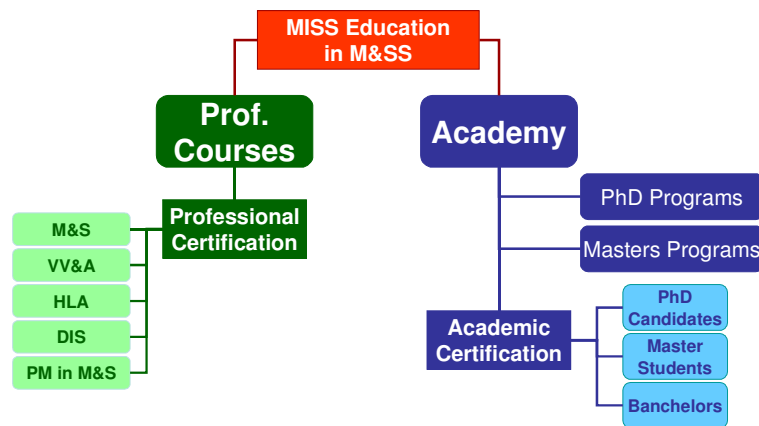 MISS Education
in M&SS
Prof.
Courses
Academy
Professional
Certification
M&S
VV&A
HLA
DIS
PM in M&S
PhD Programs
Masters Programs
Academic
Certification
PhD
Candidates
Master
Students
Banchelors